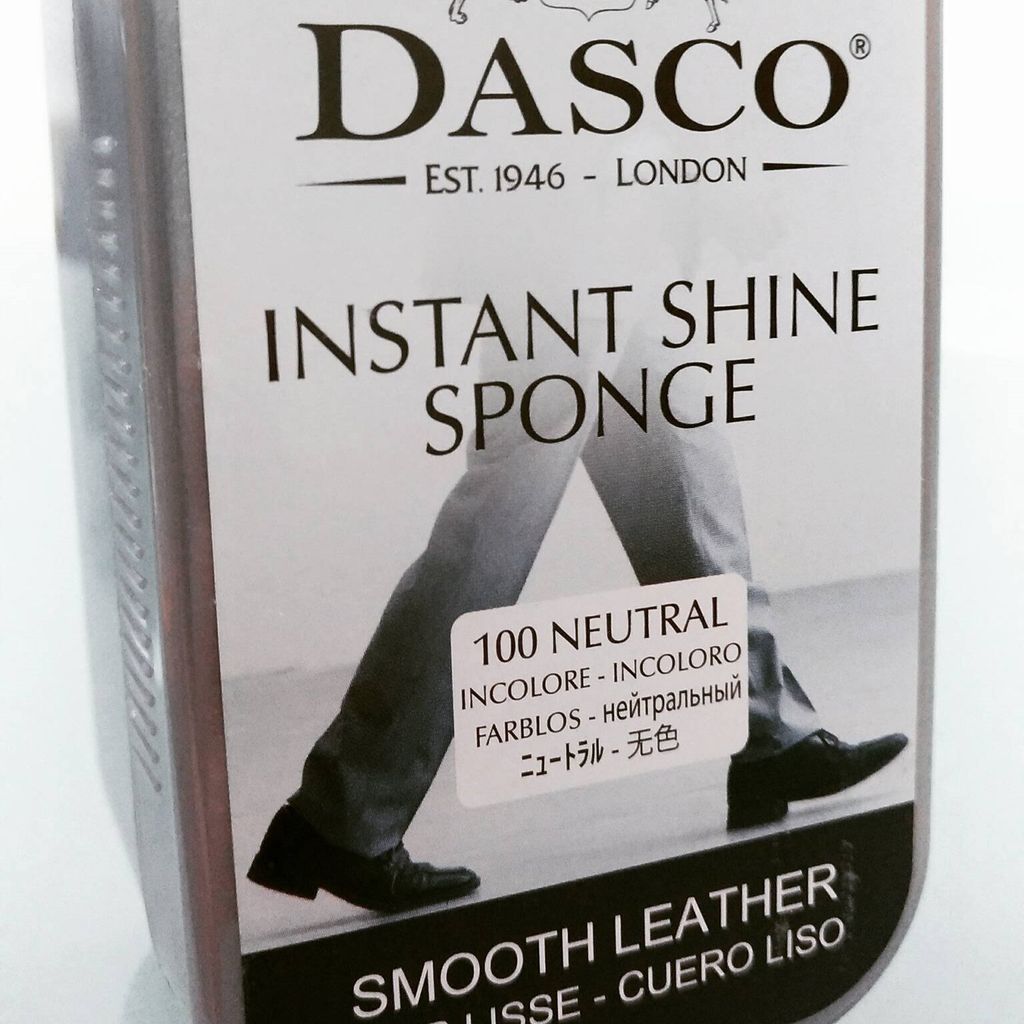 DASCO®
EST. 1946 - LONDON
INSTANT SHINE
SPONGE
100 NEUTRAL
INCOLORE - INCOLORO
FARBLOS - нейтральный
ニュートラル - 无色
SMOOTH LEATHER
LISSE - CUERO LISO